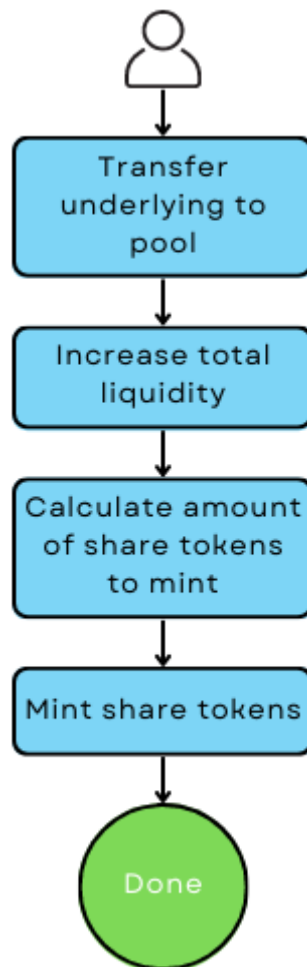 Transfer
underlying to
pool
Increase total
liquidity
Calculate amount
of share tokens
to mint
Mint share tokens
Done